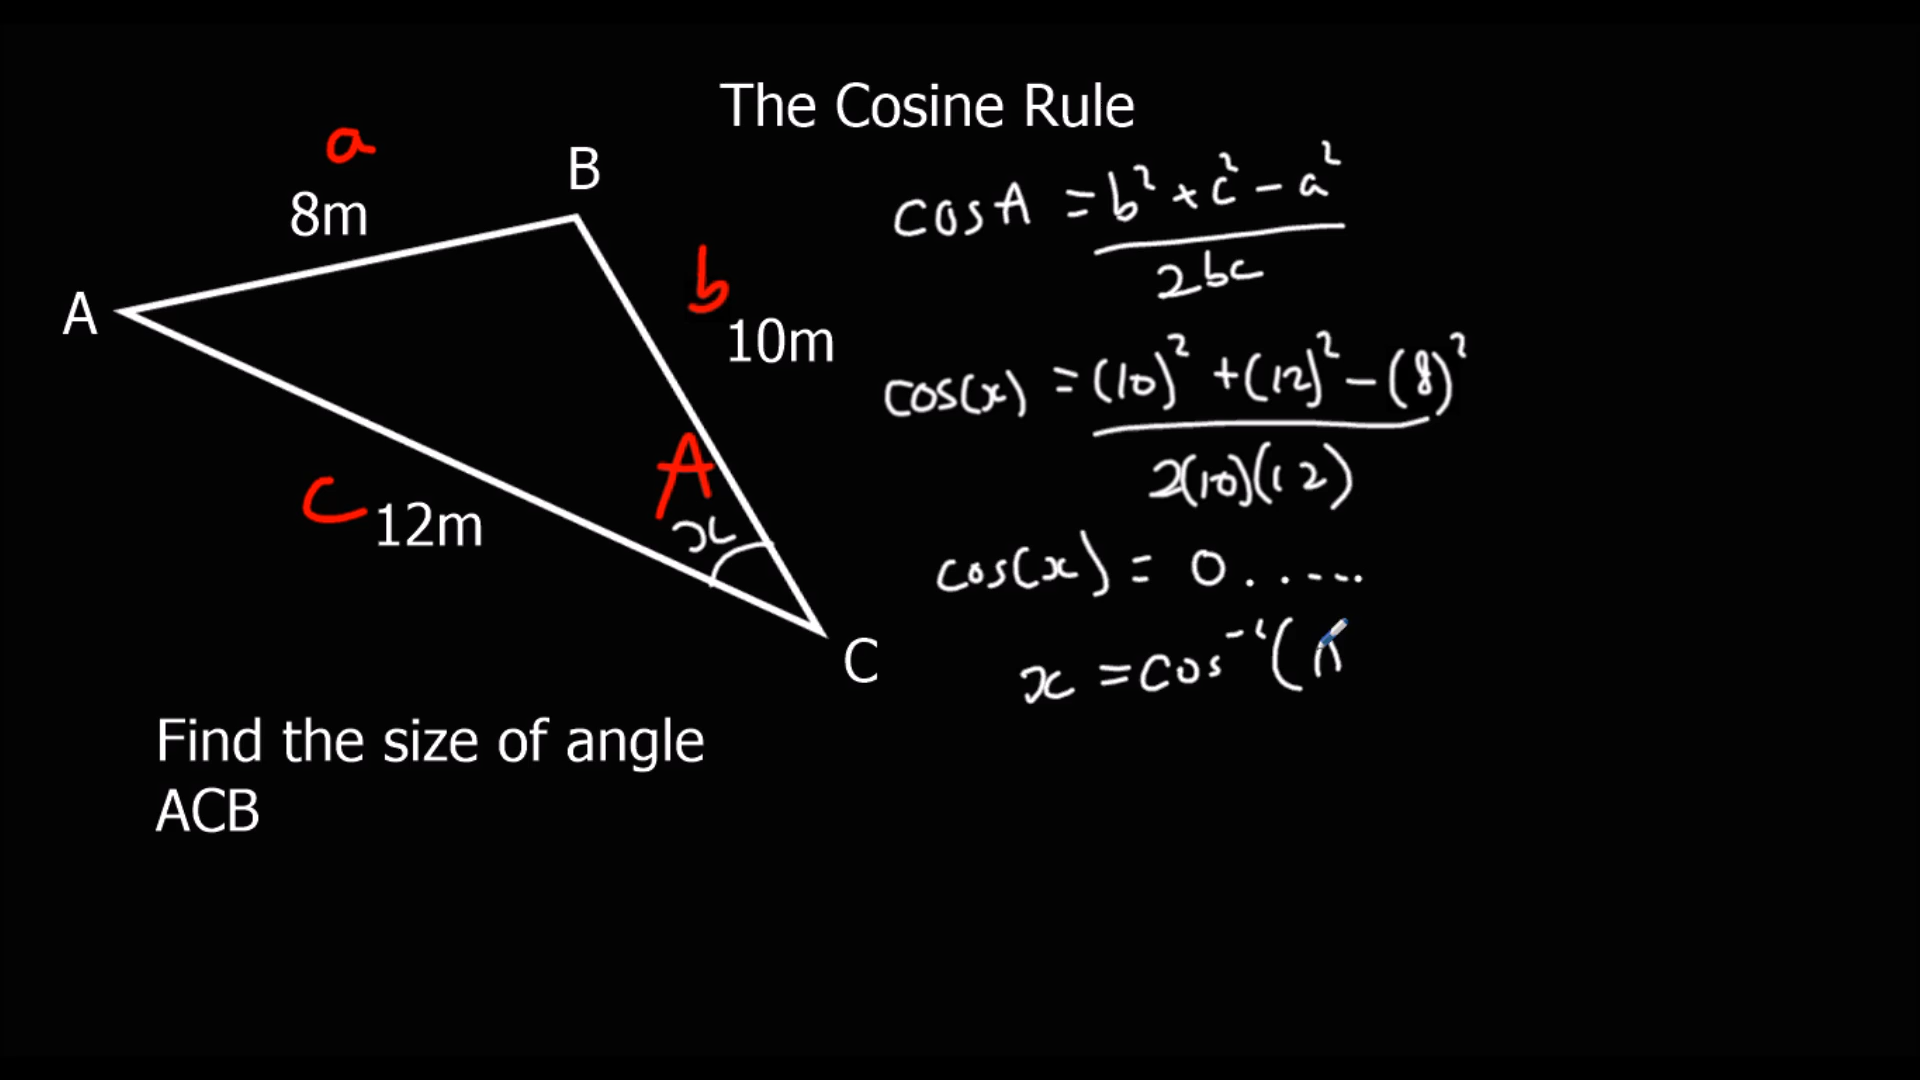 The Cosine Rule
a
8m
B
A
b
10m
c
12m
A
x
C
Find the size of angle
ACB
cos A = b² + c² - a²
2bc
cos(x) = (10)² + (12)² - (8)²
2(10)(12)
cos(x) = 0.....
x = cos⁻¹(